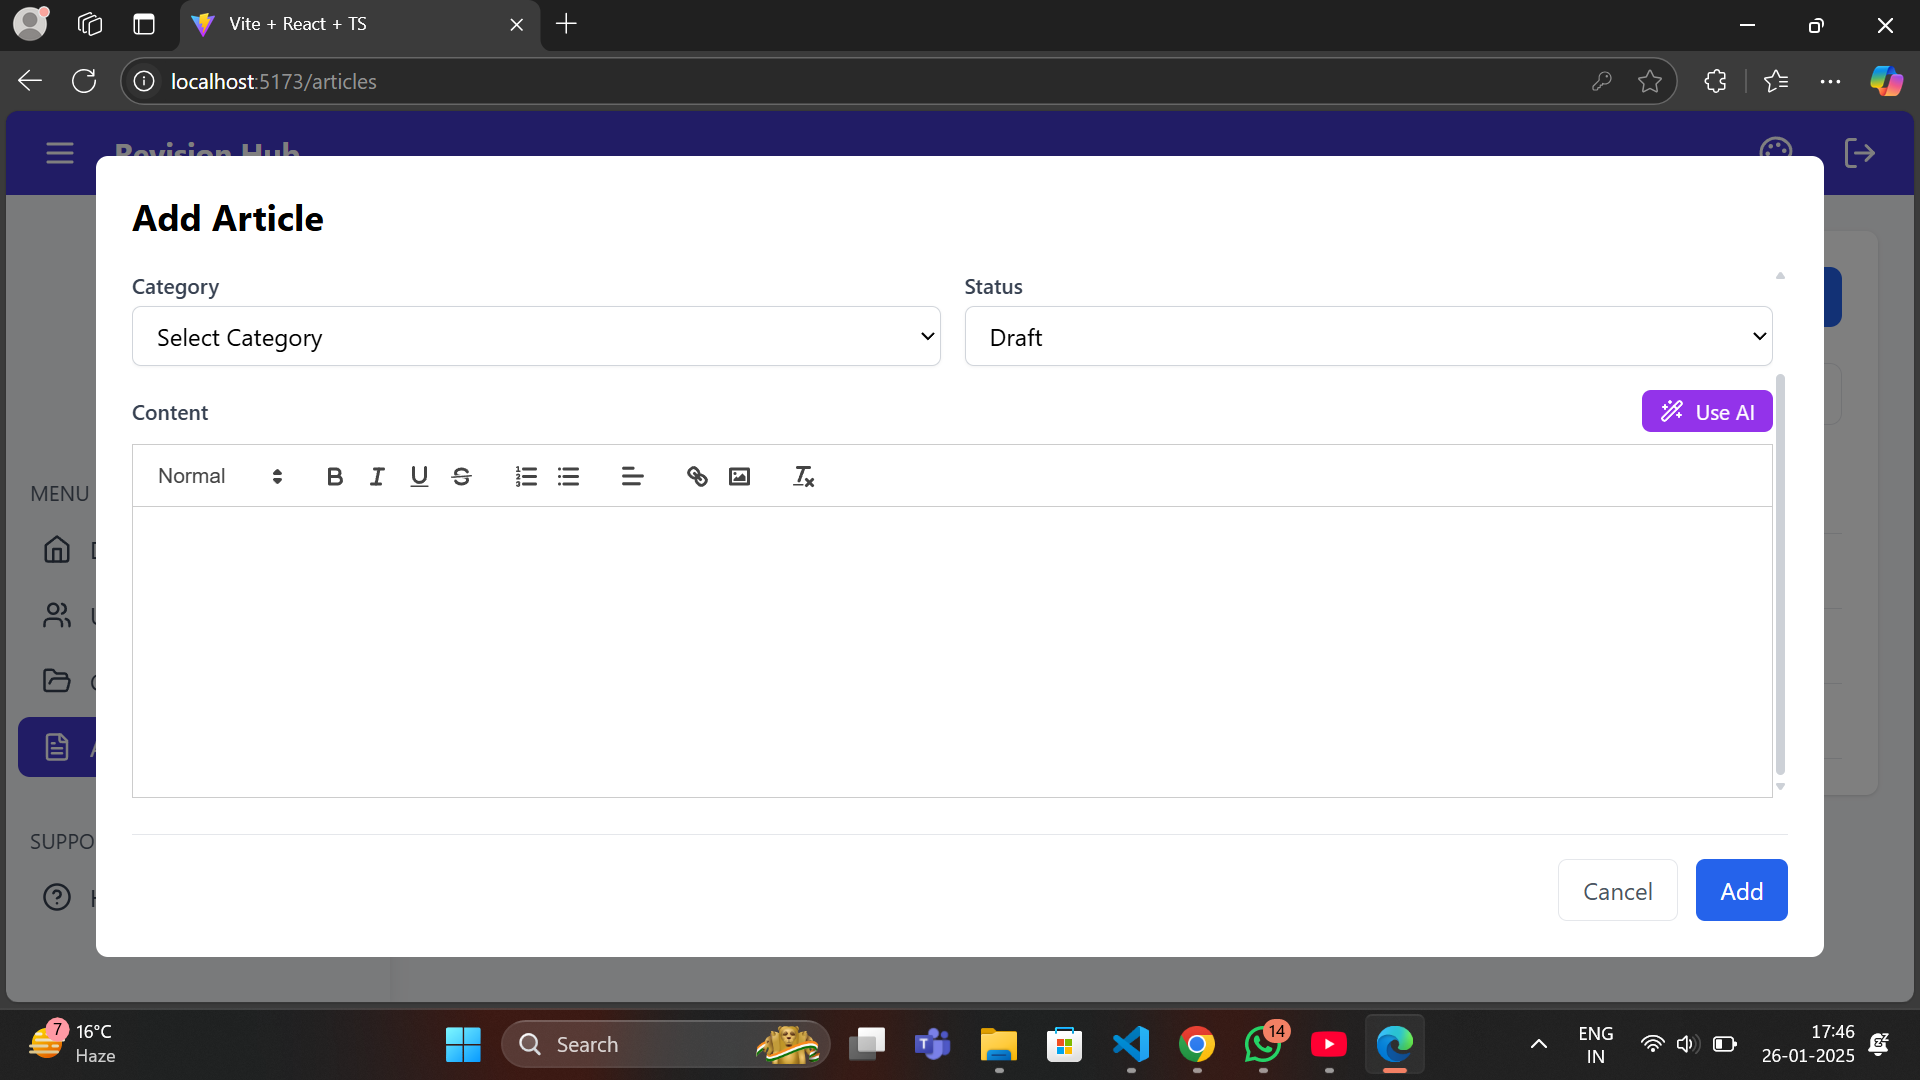 Vite + React + TS
localhost:5173/articles
Revision Hub
Add Article
Category
Status
Select Category
Draft
Content
Use AI
Normal
MENU
Cancel
Add
7
16°C
Haze
Search
14
ENG
IN
17:46
26-01-2025